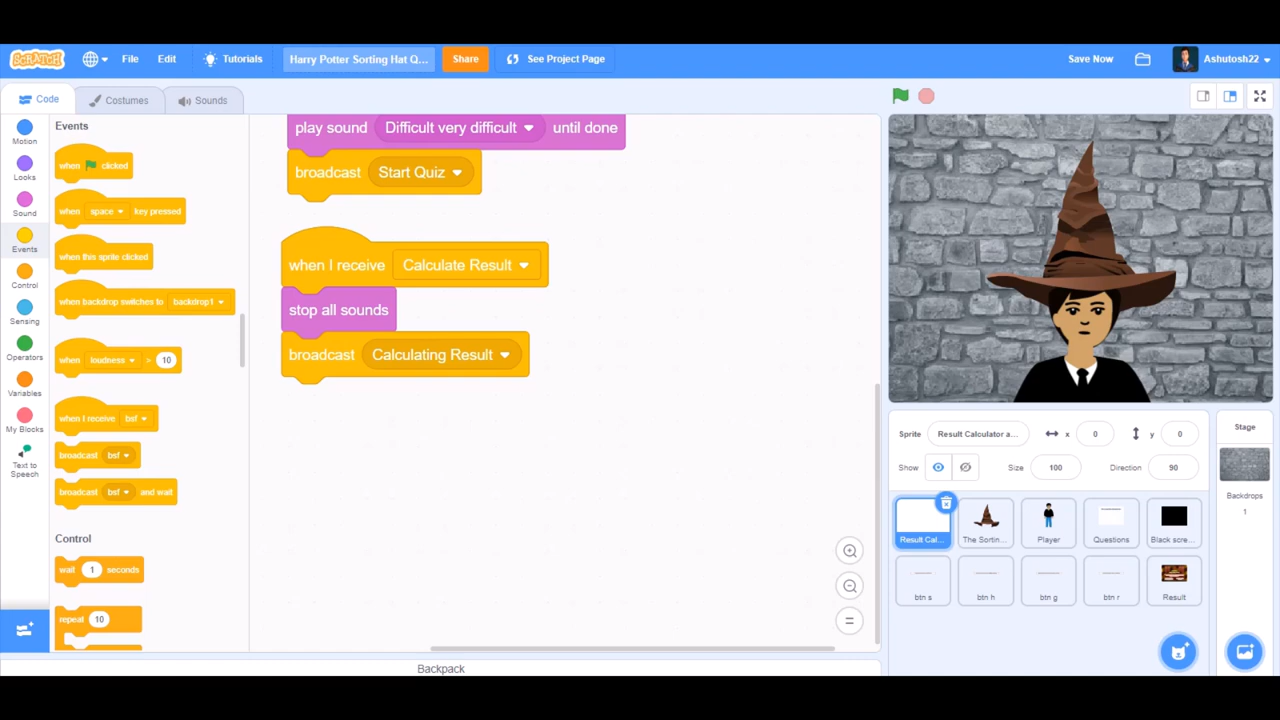 SCRATCH File Edit Tutorials Harry Potter Sorting Hat Q... Share See Project Page Save Now Ashutosh22
Code Costumes Sounds
Motion
Looks
Sound
Events
Control
Sensing
Operators
Variables
My Blocks
Text to
Speech
Events
when clicked
when space key pressed
when this sprite clicked
when backdrop switches to backdrop1
when loudness > 10
when I receive bsf
broadcast bsf
broadcast bsf and wait
Control
wait 1 seconds
repeat 10
play sound Difficult very difficult until done
broadcast Start Quiz
when I receive Calculate Result
stop all sounds
broadcast Calculating Result
=
Backpack
Sprite Result Calculator a... x 0 y 0
Show Size 100 Direction 90
Result Cal... The Sortin... Player Questions Black scre...
btn s btn h btn g btn r Result
Stage
Backdrops
1